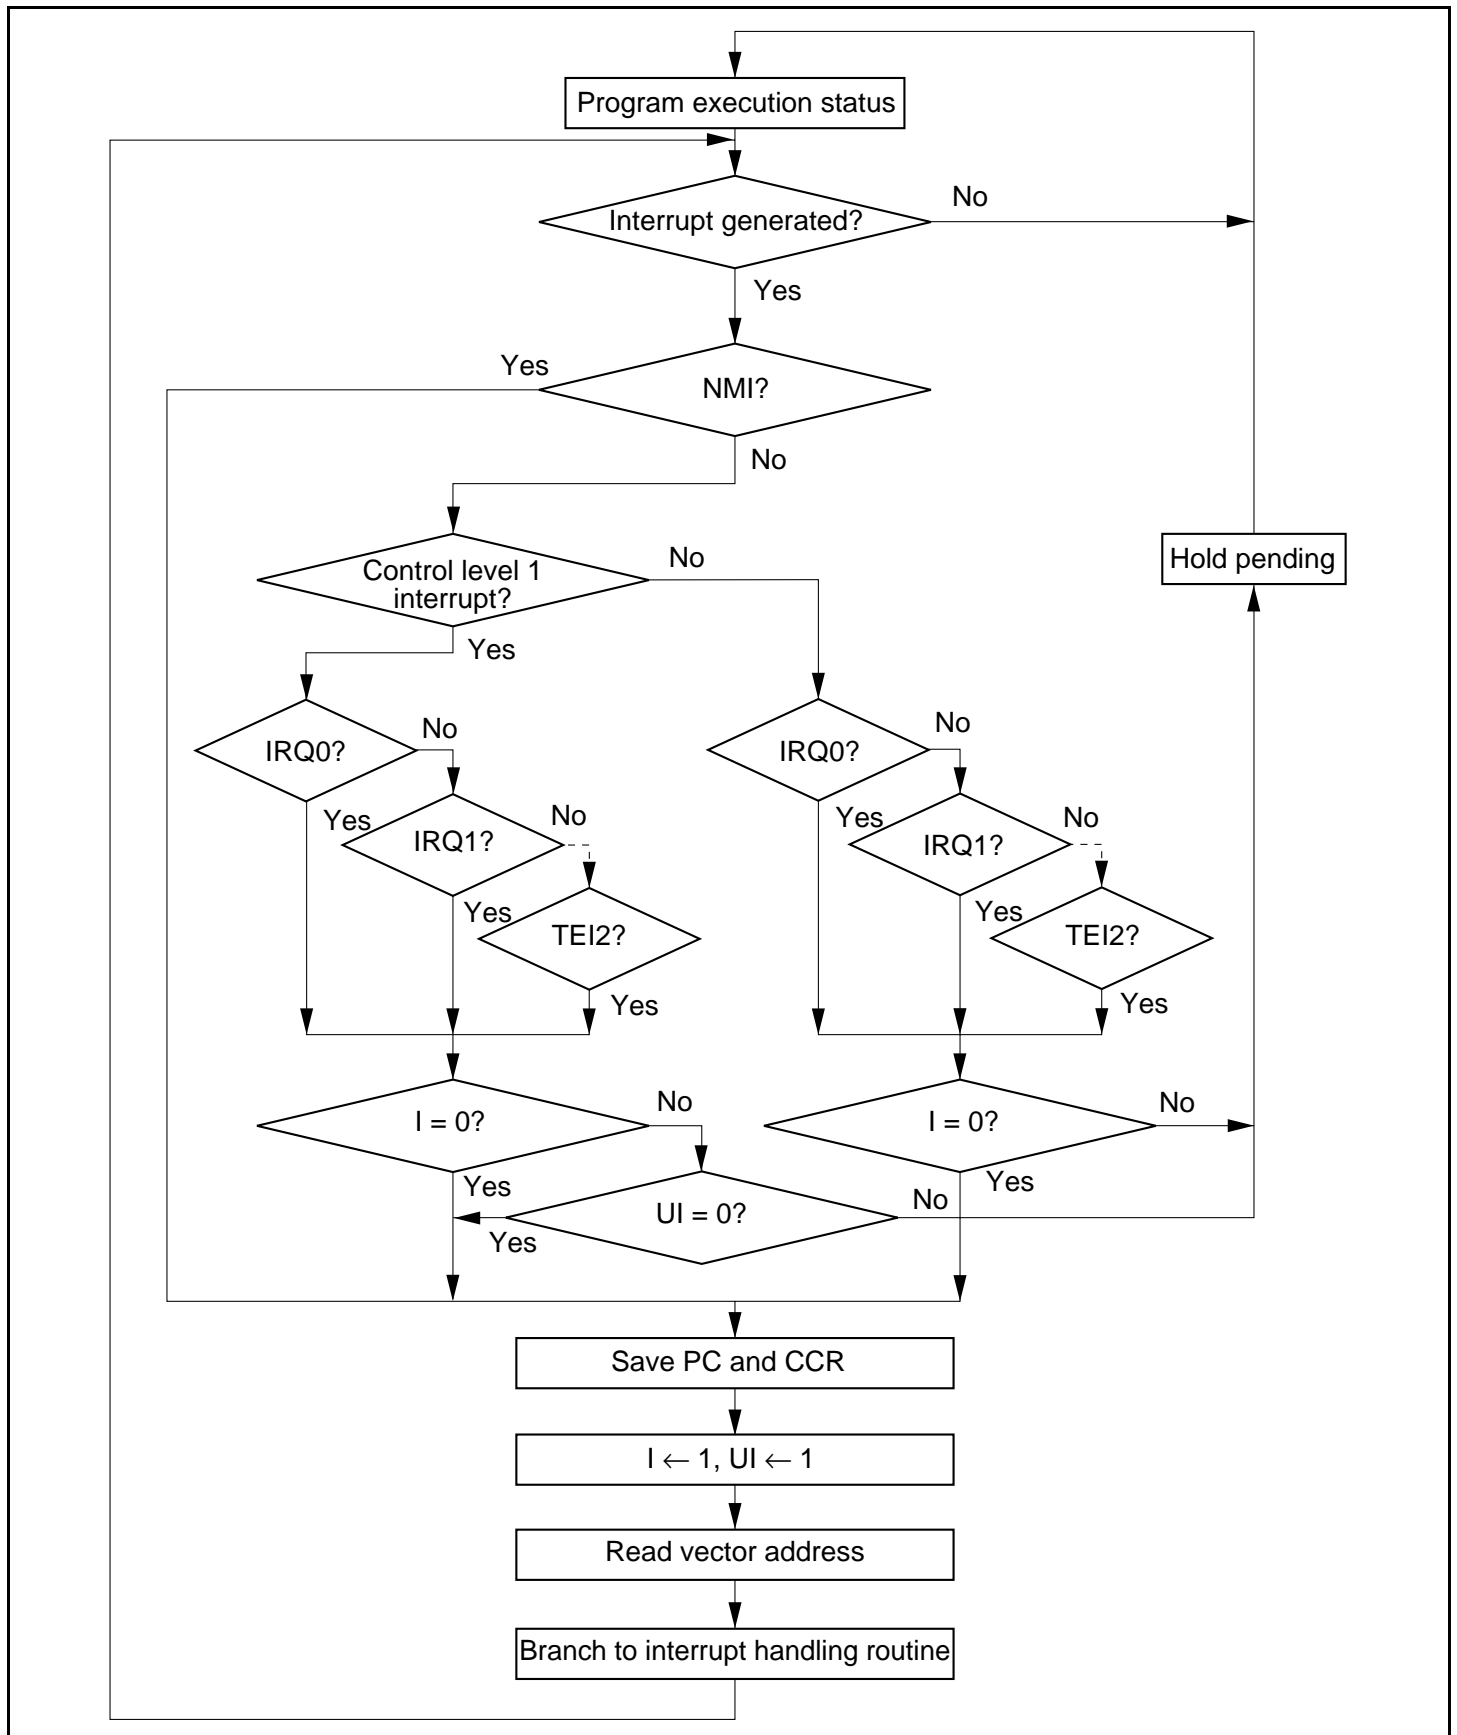 Program execution status
No
Interrupt generated?
Yes
Yes
NMI?
No
No
Hold pending
Control level 1
interrupt?
Yes
No
No
IRQ0?
IRQ0?
Yes
No
Yes
No
IRQ1?
IRQ1?
Yes
Yes
TEI2?
TEI2?
Yes
Yes
No
No
I = 0?
I = 0?
Yes
Yes
No
UI = 0?
Yes
Save PC and CCR
I ← 1, UI ← 1
Read vector address
Branch to interrupt handling routine